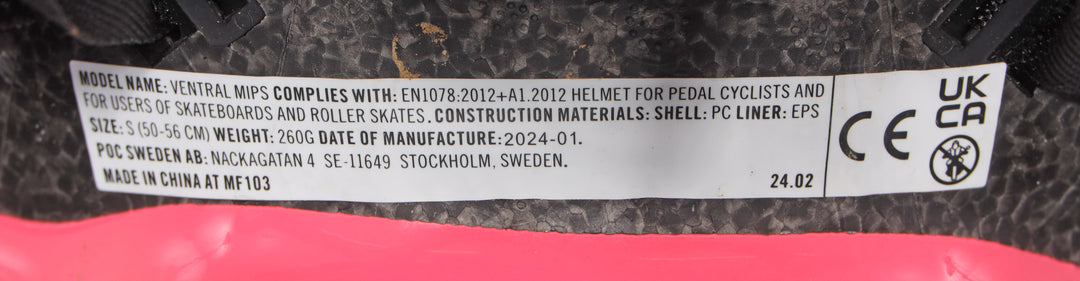 MODEL NAME: VENTRAL MIPS COMPLIES WITH: EN1078:2012+A1.2012 HELMET FOR PEDAL CYCLISTS AND
FOR USERS OF SKATEBOARDS AND ROLLER SKATES. CONSTRUCTION MATERIALS: SHELL: PC LINER: EPS
SIZE: S (50-56 CM) WEIGHT: 260G DATE OF MANUFACTURE:2024-01.
POC SWEDEN AB: NACKAGATAN 4 SE-11649 STOCKHOLM, SWEDEN.
MADE IN CHINA AT MF103
24.02
CE
UK
CA